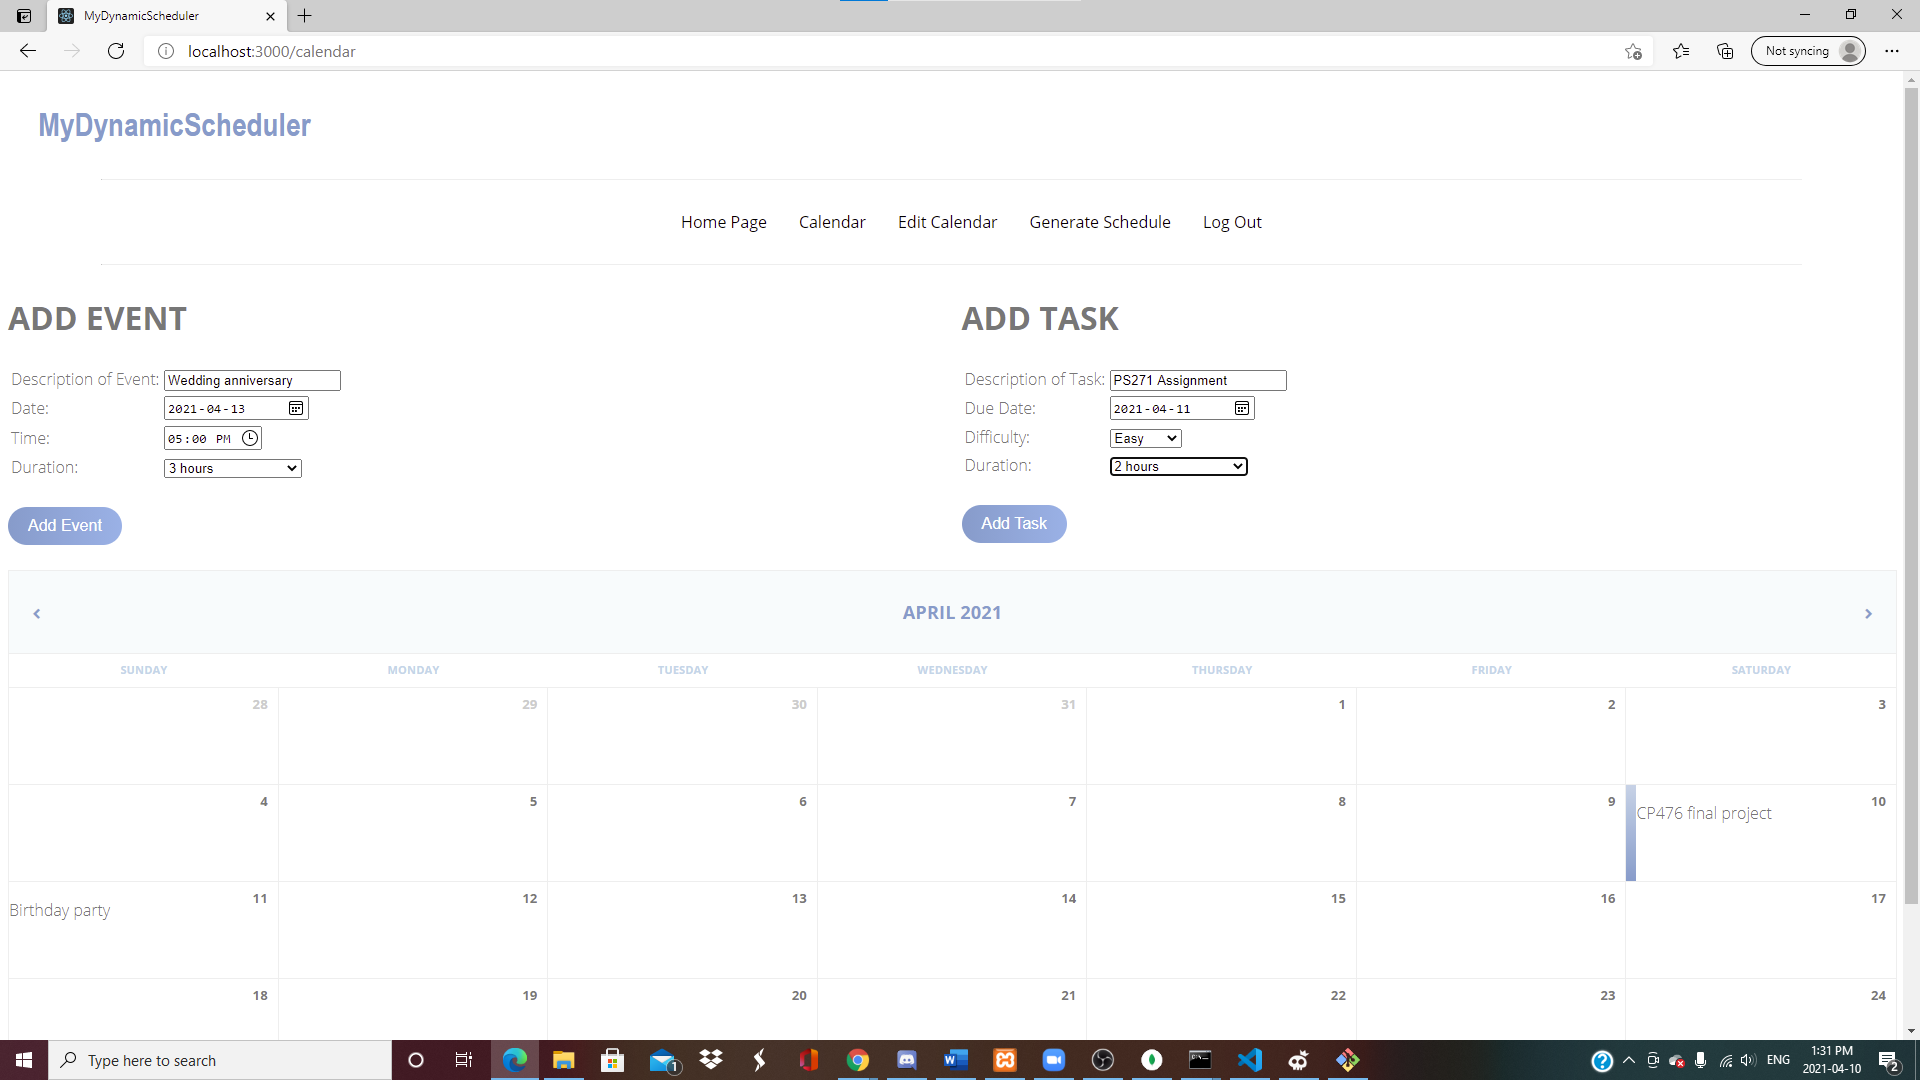 MyDynamicScheduler
localhost:3000/calendar
Not syncing
MyDynamicScheduler
Home Page Calendar Edit Calendar Generate Schedule Log Out
ADD EVENT
Description of Event: Wedding anniversary
Date: 2021-04-13
Time: 05:00 PM
Duration: 3 hours
Add Event
ADD TASK
Description of Task: PS271 Assignment
Due Date: 2021-04-11
Difficulty: Easy
Duration: 2 hours
Add Task
APRIL 2021
SUNDAY MONDAY TUESDAY WEDNESDAY THURSDAY FRIDAY SATURDAY
28 29 30 31 1 2 3
4 5 6 7 8 9 10
CP476 final project
11 12 13 14 15 16 17
Birthday party
18 19 20 21 22 23 24
Type here to search
1
ENG
1:31 PM
2021-04-10
2